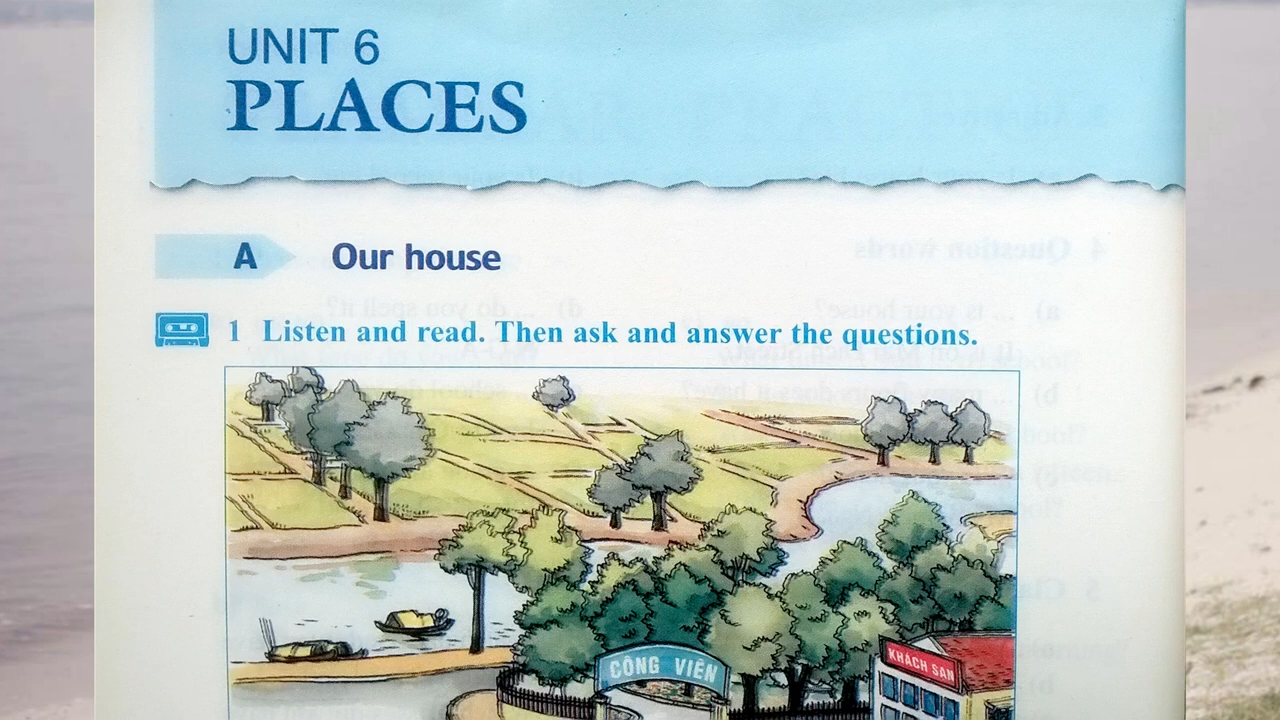 UNIT 6
PLACES
A Our house
1 Listen and read. Then ask and answer the questions.
CÔNG VIÊN
KHÁCH SẠN